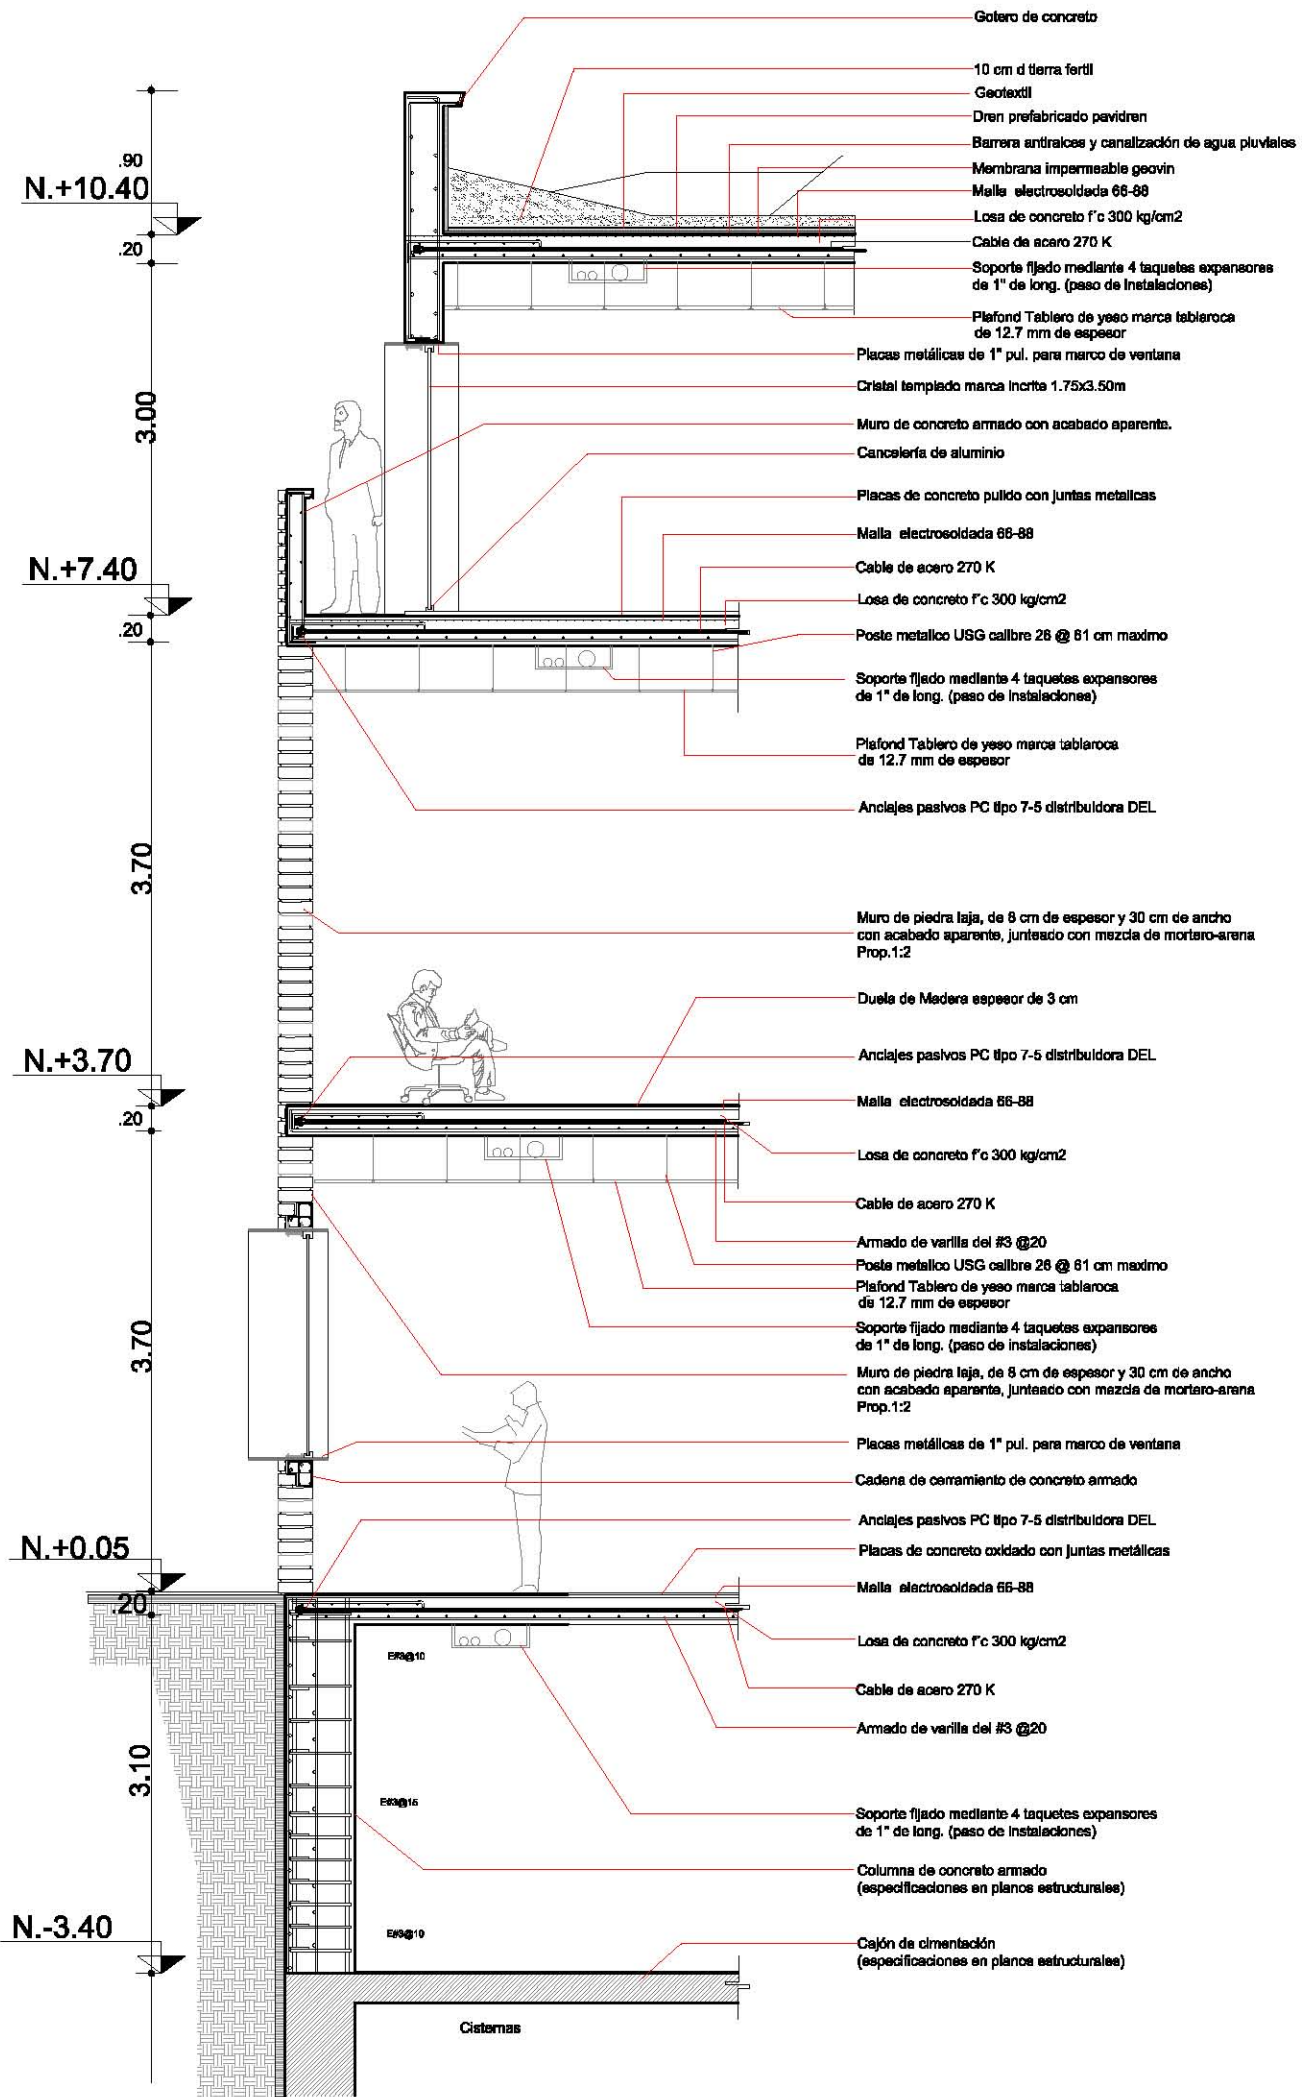 Gotero de concreto
10 cm d tierra fertil
Geotextil
Dren prefabricado pavidren
Barrera antiraices y canalización de agua pluviales
Membrana impermeable geovin
Malla electrosoldada 66-88
Losa de concreto f'c 300 kg/cm2
Cable de acero 270 K
Soporte fijado mediante 4 taquetes expansores
de 1" de long. (paso de instalaciones)
Plafond Tablero de yeso marca tablaroca
de 12.7 mm de espesor
Placas metálicas de 1" pul. para marco de ventana
Cristal templado marca incrite 1.75x3.50m
Muro de concreto armado con acabado aparente.
Cancelería de aluminio
Placas de concreto pulido con juntas metalicas
Malla electrosoldada 66-88
Cable de acero 270 K
Losa de concreto f'c 300 kg/cm2
Poste metalico USG calibre 26 @ 61 cm maximo
Soporte fijado mediante 4 taquetes expansores
de 1" de long. (paso de instalaciones)
Plafond Tablero de yeso marca tablaroca
de 12.7 mm de espesor
Anclajes pasivos PC tipo 7-5 distribuidora DEL
Muro de piedra laja, de 8 cm de espesor y 30 cm de ancho
con acabado aparente, junteado con mezcla de mortero-arena
Prop.1:2
Duela de Madera espesor de 3 cm
Anclajes pasivos PC tipo 7-5 distribuidora DEL
Malla electrosoldada 66-88
Losa de concreto f'c 300 kg/cm2
Cable de acero 270 K
Armado de varilla del #3 @20
Poste metalico USG calibre 26 @ 61 cm maximo
Plafond Tablero de yeso marca tablaroca
de 12.7 mm de espesor
Soporte fijado mediante 4 taquetes expansores
de 1" de long. (paso de instalaciones)
Muro de piedra laja, de 8 cm de espesor y 30 cm de ancho
con acabado aparente, junteado con mezcla de mortero-arena
Prop.1:2
Placas metálicas de 1" pul. para marco de ventana
Cadena de cerramiento de concreto armado
Anclajes pasivos PC tipo 7-5 distribuidora DEL
Placas de concreto oxidado con juntas metálicas
Malla electrosoldada 66-88
Losa de concreto f'c 300 kg/cm2
Cable de acero 270 K
Armado de varilla del #3 @20
Soporte fijado mediante 4 taquetes expansores
de 1" de long. (paso de instalaciones)
Columna de concreto armado
(especificaciones en planos estructurales)
Cajón de cimentación
(especificaciones en planos estructurales)
.90
N.+10.40
.20
3.00
N.+7.40
.20
3.70
N.+3.70
.20
3.70
N.+0.05
.20
3.10
N.-3.40
E#3@10
E#3@15
E#3@10
Cisternas